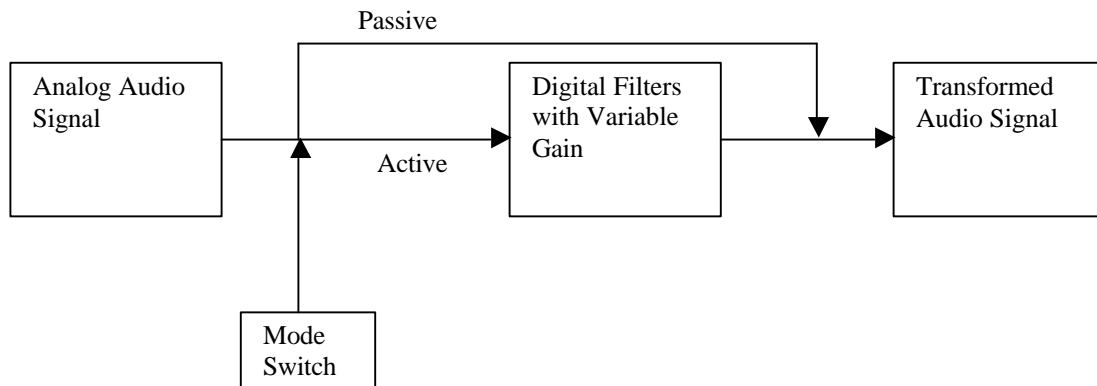 Passive
Analog Audio
Signal
Digital Filters
with Variable
Gain
Transformed
Audio Signal
Active
Mode
Switch